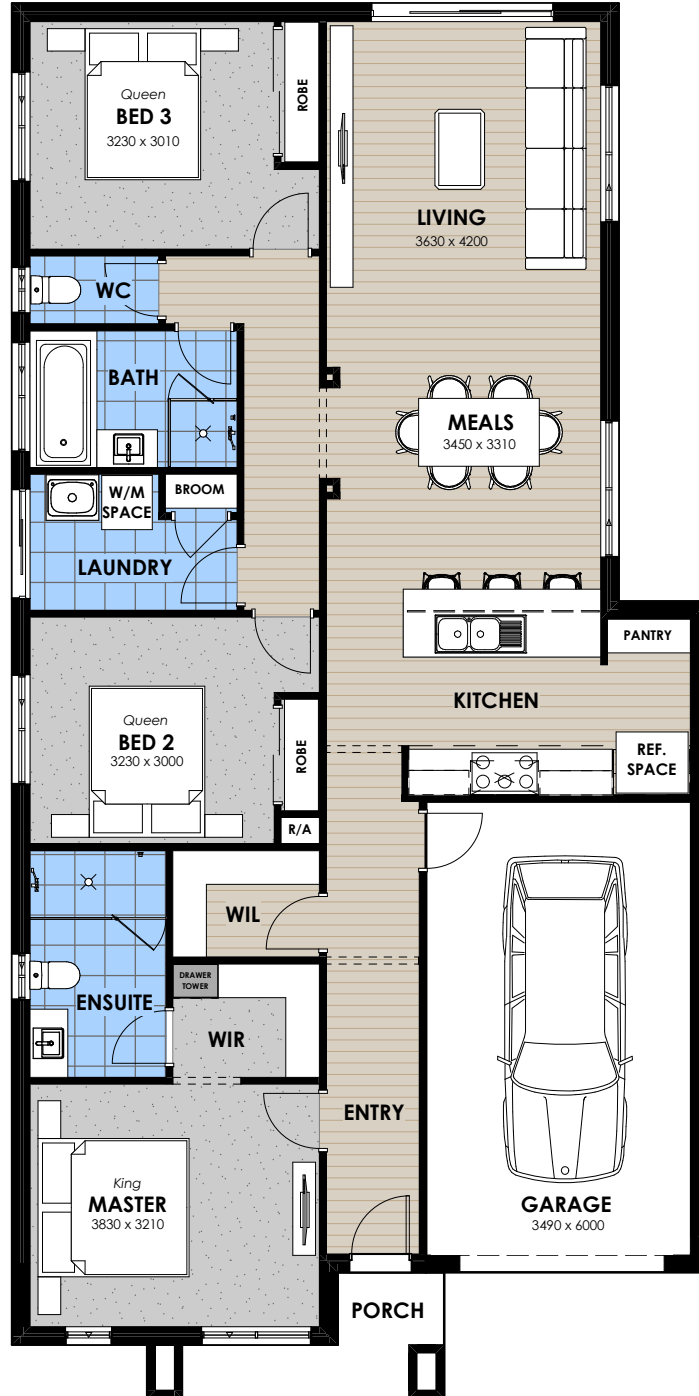 Queen
BED 3
3230 x 3010
ROBE
LIVING
3630 x 4200
WC
BATH
MEALS
3450 x 3310
W/M
SPACE
BROOM
LAUNDRY
PANTRY
KITCHEN
Queen
BED 2
3230 x 3000
ROBE
REF.
SPACE
R/A
WIL
DRAWER
TOWER
ENSUITE
WIR
ENTRY
King
MASTER
3830 x 3210
GARAGE
3490 x 6000
PORCH